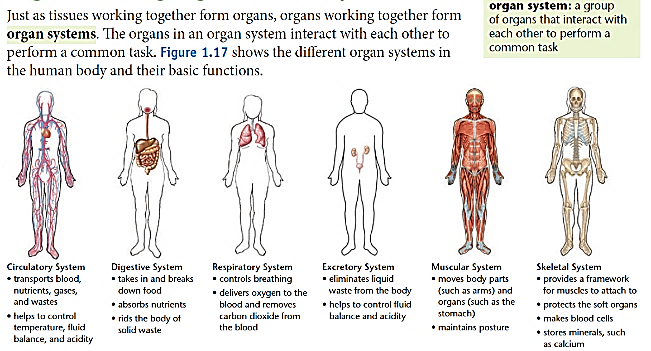 Just as tissues working together form organs, organs working together form
organ systems. The organs in an organ system interact with each other to
perform a common task. Figure 1.17 shows the different organ systems in
the human body and their basic functions.
organ system: a group
of organs that interact with
each other to perform a
common task
Circulatory System
• transports blood,
nutrients, gases,
and wastes
• helps to control
temperature, fluid
balance, and acidity
Digestive System
• takes in and breaks
down food
• absorbs nutrients
• rids the body of
solid waste
Respiratory System
• controls breathing
• delivers oxygen to the
blood and removes
carbon dioxide from
the blood
Excretory System
• eliminates liquid
waste from the body
• helps to control fluid
balance and acidity
Muscular System
• moves body parts
(such as arms) and
organs (such as the
stomach)
• maintains posture
Skeletal System
• provides a framework
for muscles to attach to
• protects the soft organs
• makes blood cells
• stores minerals, such
as calcium